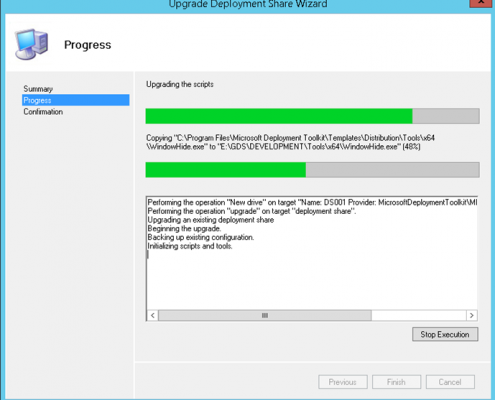 Upgrade Deployment Share Wizard
x
Progress
Summary
Progress
Confirmation
Upgrading the scripts
Copying "C:\Program Files\Microsoft Deployment Toolkit\Templates\Distribution\Tools\x64
\WindowHide.exe" to "E:\GDS\DEVELOPMENT\Tools\x64\WindowHide.exe" (48%)
Performing the operation "New drive" on target "Name: DS001 Provider: MicrosoftDeploymentToolkit\MI
Performing the operation "upgrade" on target "deployment share".
Upgrading an existing deployment share
Beginning the upgrade.
Backing up existing configuration.
Initializing scripts and tools.
Stop Execution
Previous
Finish
Cancel